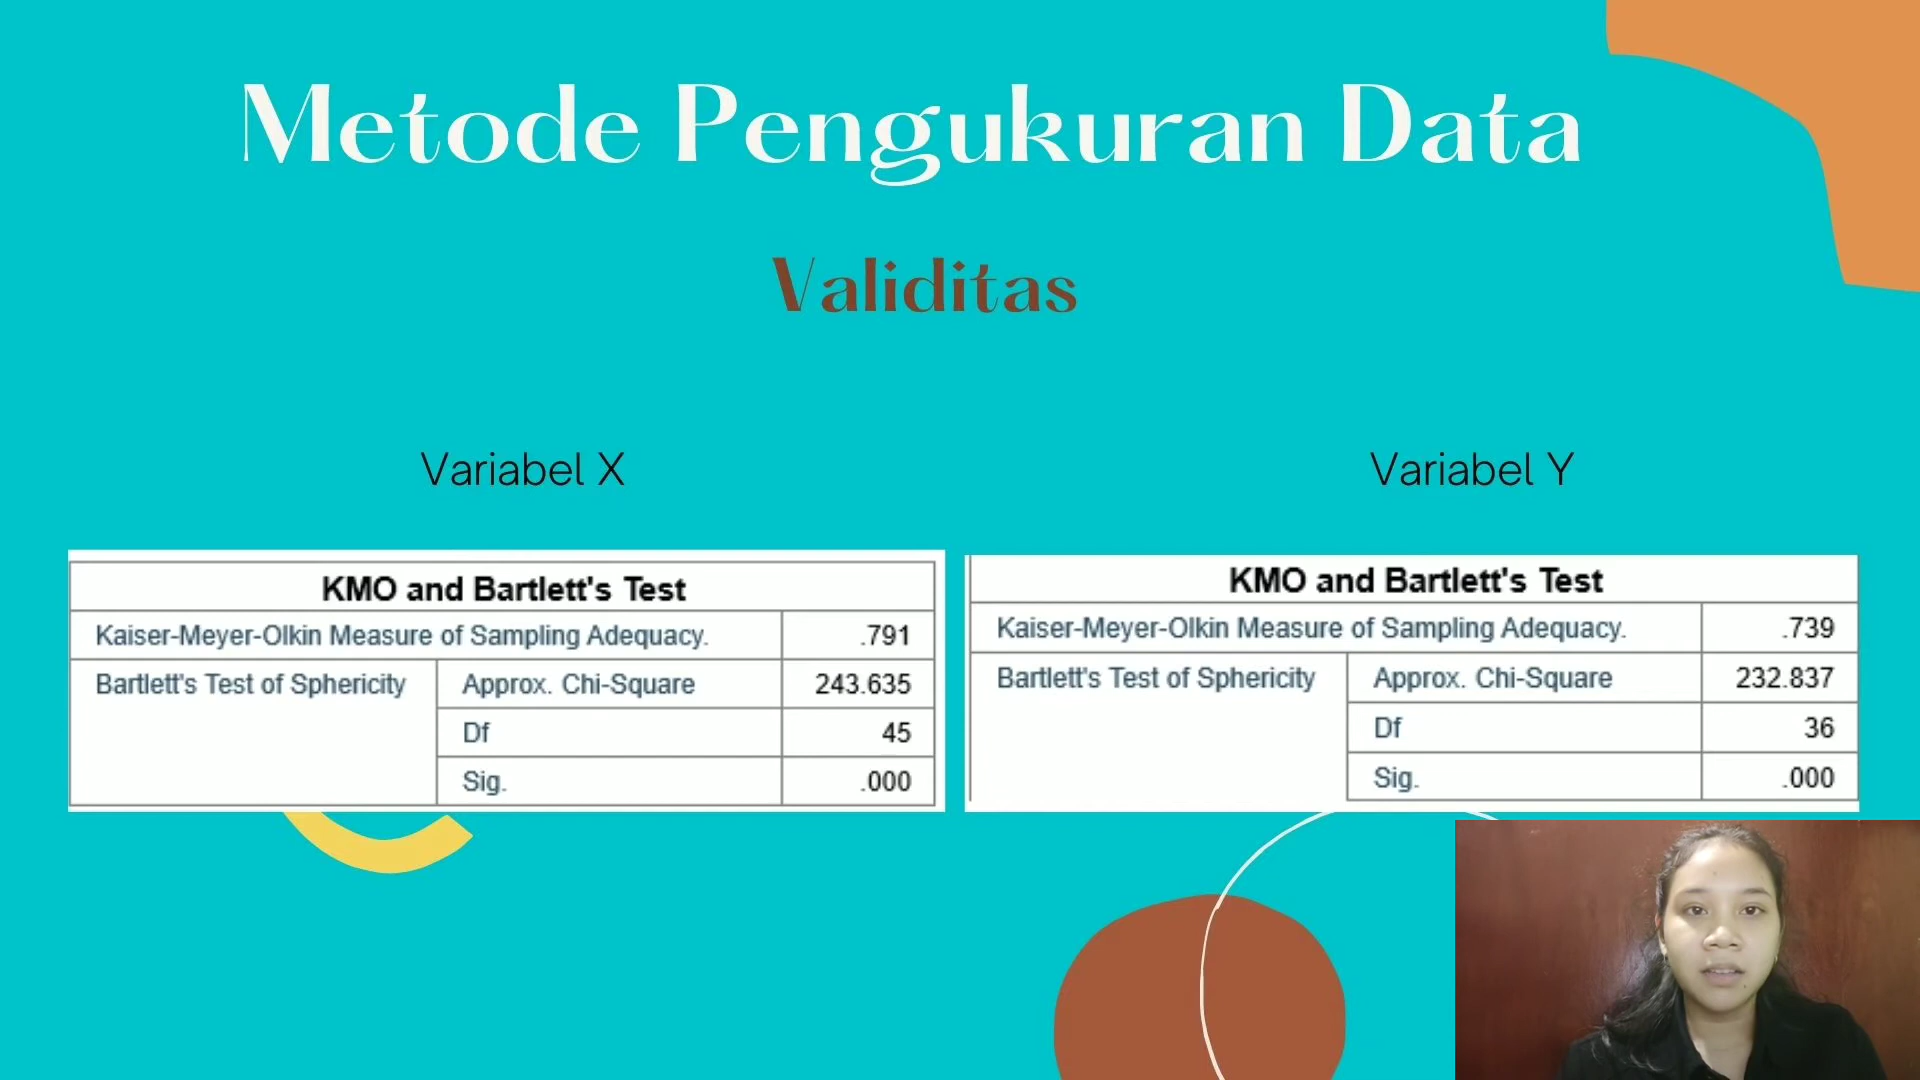 Metode Pengukuran Data
Validitas
Variabel X
KMO and Bartlett's Test
Kaiser-Meyer-Olkin Measure of Sampling Adequacy. .791
Bartlett's Test of Sphericity Approx. Chi-Square 243.635
Df 45
Sig. .000
Variabel Y
KMO and Bartlett's Test
Kaiser-Meyer-Olkin Measure of Sampling Adequacy. .739
Bartlett's Test of Sphericity Approx. Chi-Square 232.837
Df 36
Sig. .000